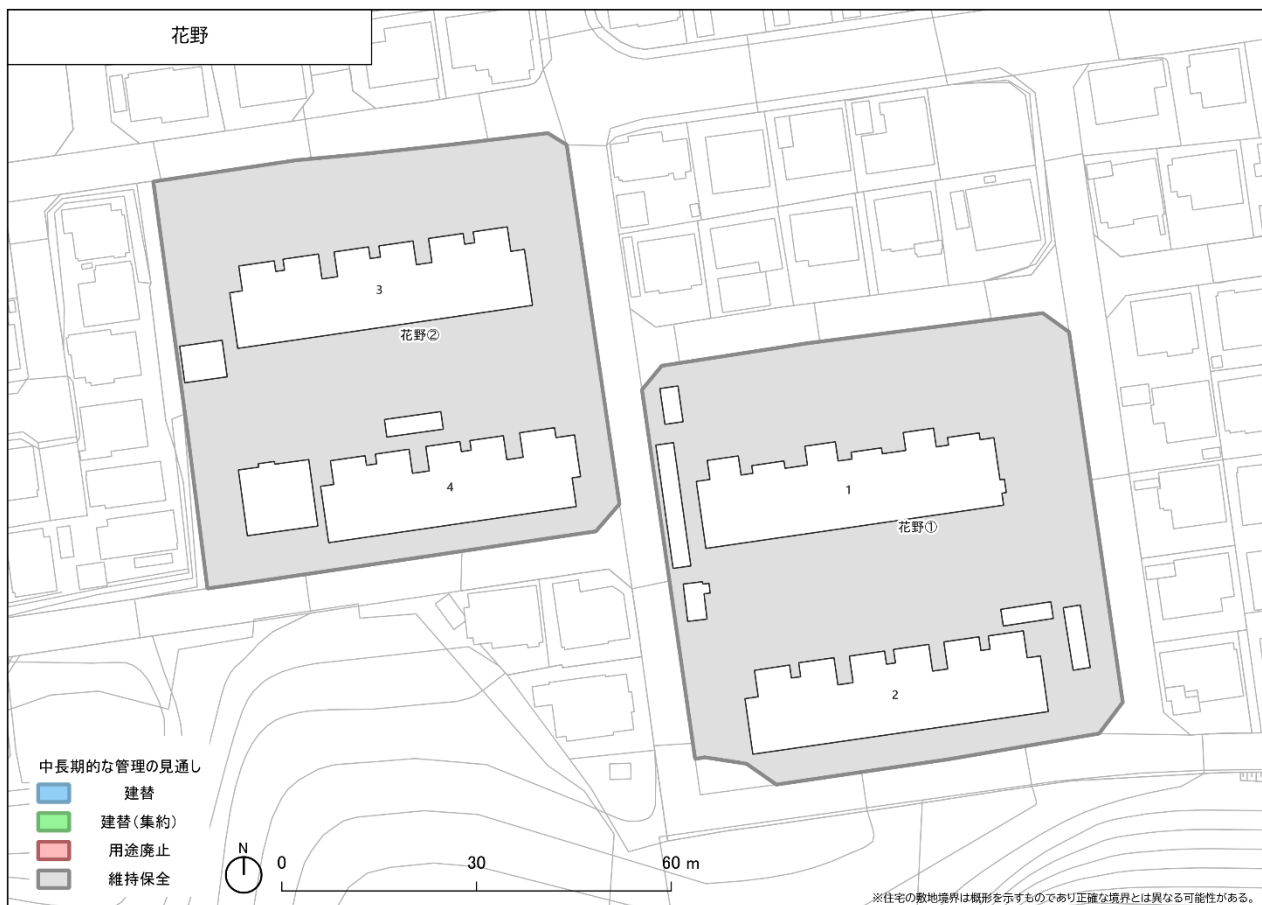 花野
3
花野②
4
1
花野①
2
中長期的な管理の見通し
建替
建替(集約)
用途廃止
維持保全
N
0 30 60 m
※住宅の敷地境界は概形を示すものであり正確な境界とは異なる可能性がある。